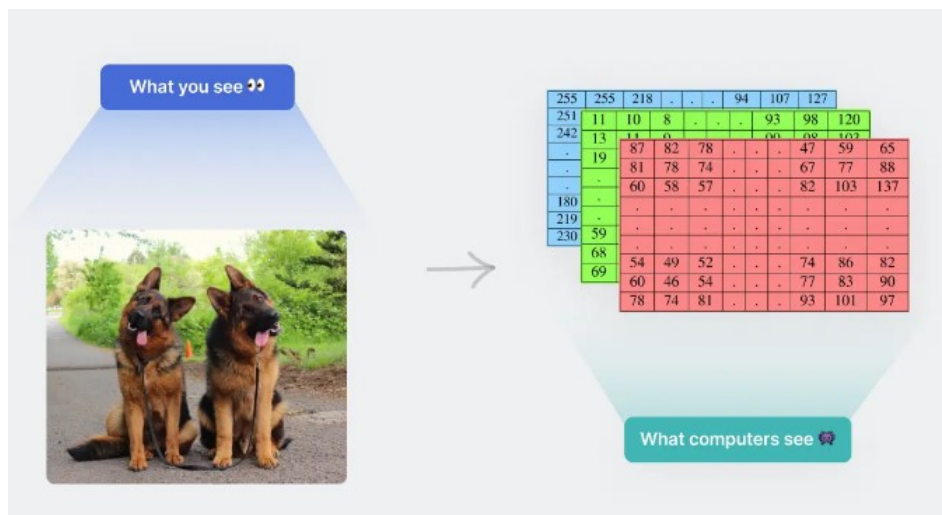 What you see 👀
255 255 218 . . . 94 107 127
251 11 10 8 . . . 93 98 120
242 13
87 82 78 . . . 47 59 65
19 81 78 74 . . . 67 77 88
. . 60 58 57 . . . 82 103 137
. . . . . . . . . . .
180 . . . . . . . . . .
219 . . . . . . . . . .
230 59 54 49 52 . . . 74 86 82
68 60 46 54 . . . 77 83 90
69 78 74 81 . . . 93 101 97
What computers see 👾